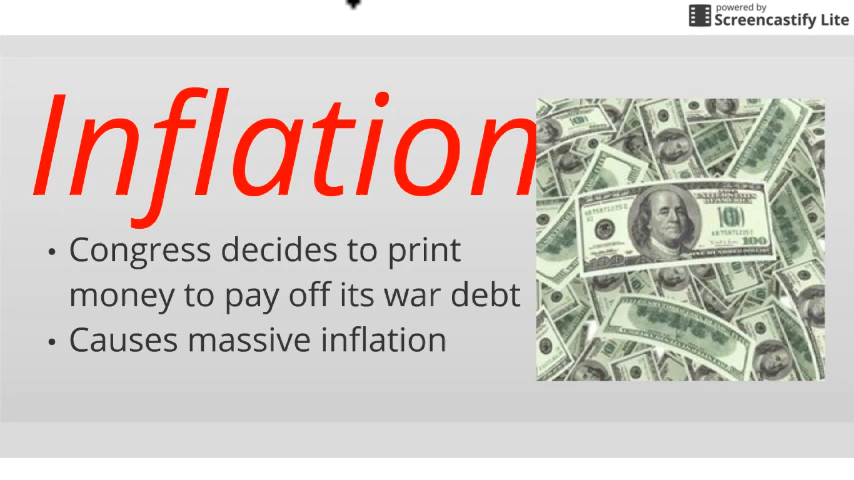 powered by
Screencastify Lite
Inflation
• Congress decides to print
money to pay off its war debt
• Causes massive inflation
100